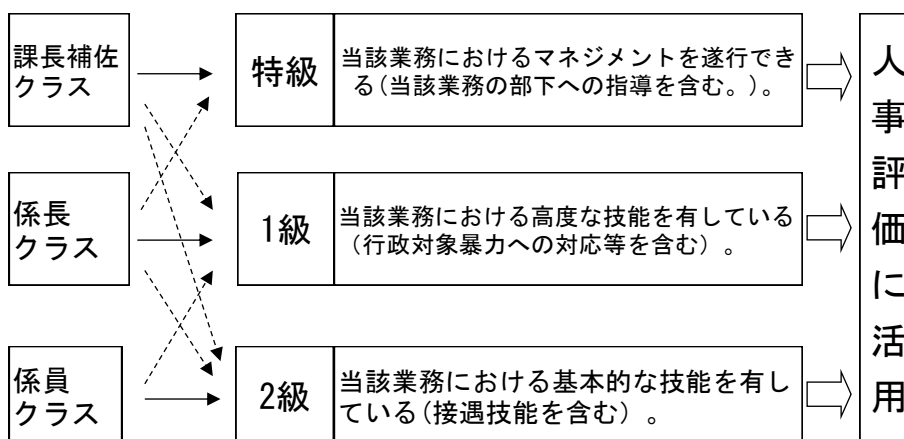 課長補佐
クラス
特級
当該業務におけるマネジメントを遂行でき
る(当該業務の部下への指導を含む。)。
係長
クラス
1級
当該業務における高度な技能を有している
(行政対象暴力への対応等を含む)。
係員
クラス
2級
当該業務における基本的な技能を有し
ている(接遇技能を含む)。
人事評価に活用